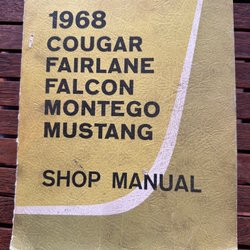 1968
COUGAR
FAIRLANE
FALCON
MONTEGO
MUSTANG
SHOP MANUAL